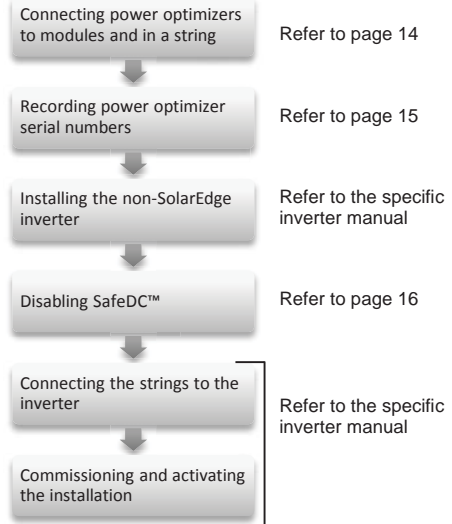 Connecting power optimizers
to modules and in a string
Refer to page 14
Recording power optimizer
serial numbers
Refer to page 15
Installing the non-SolarEdge
inverter
Refer to the specific
inverter manual
Disabling SafeDC™
Refer to page 16
Connecting the strings to the
inverter
Commissioning and activating
the installation
Refer to the specific
inverter manual